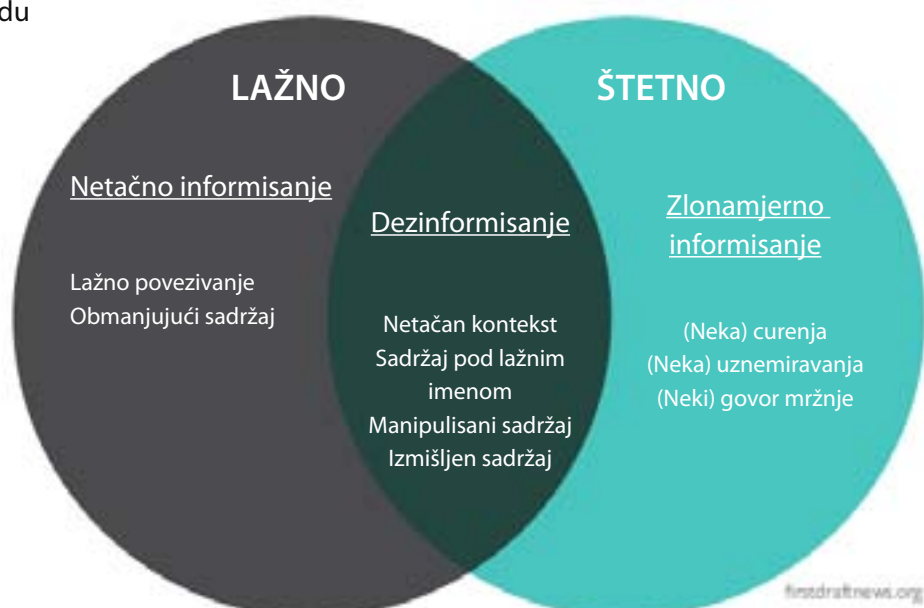 du
LAŽNO
ŠTETNO
Netačno informisanje
Lažno povezivanje
Obmanjujući sadržaj
Dezinformisanje
Netačan kontekst
Sadržaj pod lažnim
imenom
Manipulisani sadržaj
Izmišljen sadržaj
Zlonamjerno
informisanje
(Neka) curenja
(Neka) uznemiravanja
(Neki) govor mržnje
firstdraftnews.org